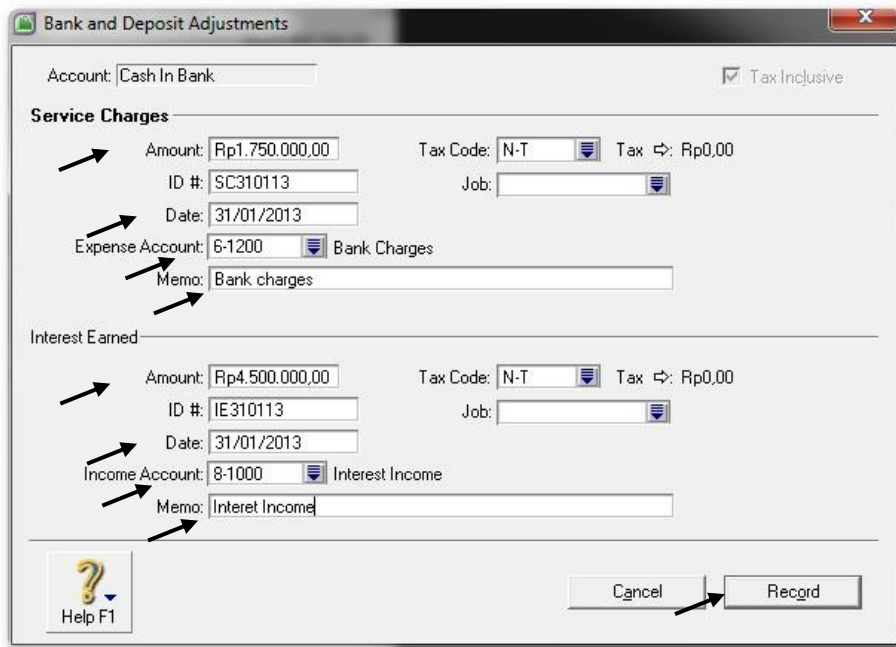 Bank and Deposit Adjustments
Account: Cash In Bank
Tax Inclusive
Service Charges
Amount: Rp1.750.000,00 Tax Code: N-T Tax ⇨: Rp0,00
ID #: SC310113 Job:
Date: 31/01/2013
Expense Account: 6-1200 Bank Charges
Memo: Bank charges
Interest Earned
Amount: Rp4.500.000,00 Tax Code: N-T Tax ⇨: Rp0,00
ID #: IE310113 Job:
Date: 31/01/2013
Income Account: 8-1000 Interest Income
Memo: Interet Income
Help F1
Cancel Record